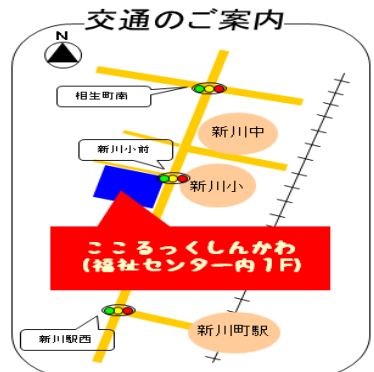 交通のご案内
N
相生町南
新川中
新川小前
新川小
こころっくしんかわ
(福祉センター内1F)
新川町駅
新川駅西